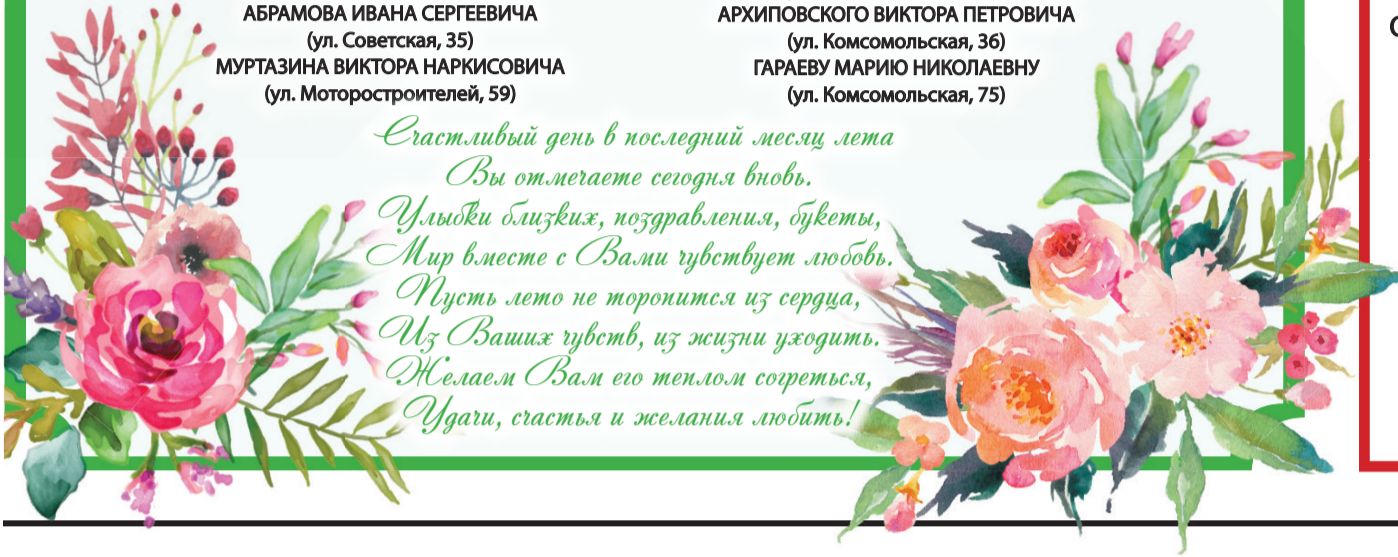 АБРАМОВА ИВАНА СЕРГЕЕВИЧА
(ул. Советская, 35)
МУРТАЗИНА ВИКТОРА НАРКИСОВИЧА
(ул. Моторостроителей, 59)
АРХИПОВСКОГО ВИКТОРА ПЕТРОВИЧА
(ул. Комсомольская, 36)
ГАРАЕВУ МАРИЮ НИКОЛАЕВНУ
(ул. Комсомольская, 75)
Счастливый день в последний месяц лета
Вы отмечаете сегодня вновь.
Улыбки близких, поздравления, букеты,
Мир вместе с Вами чувствует любовь.
Пусть лето не торопится из сердца,
Из Ваших чувств, из жизни уходить.
Желаем Вам его теплом согреться,
Удачи, счастья и желания любить!